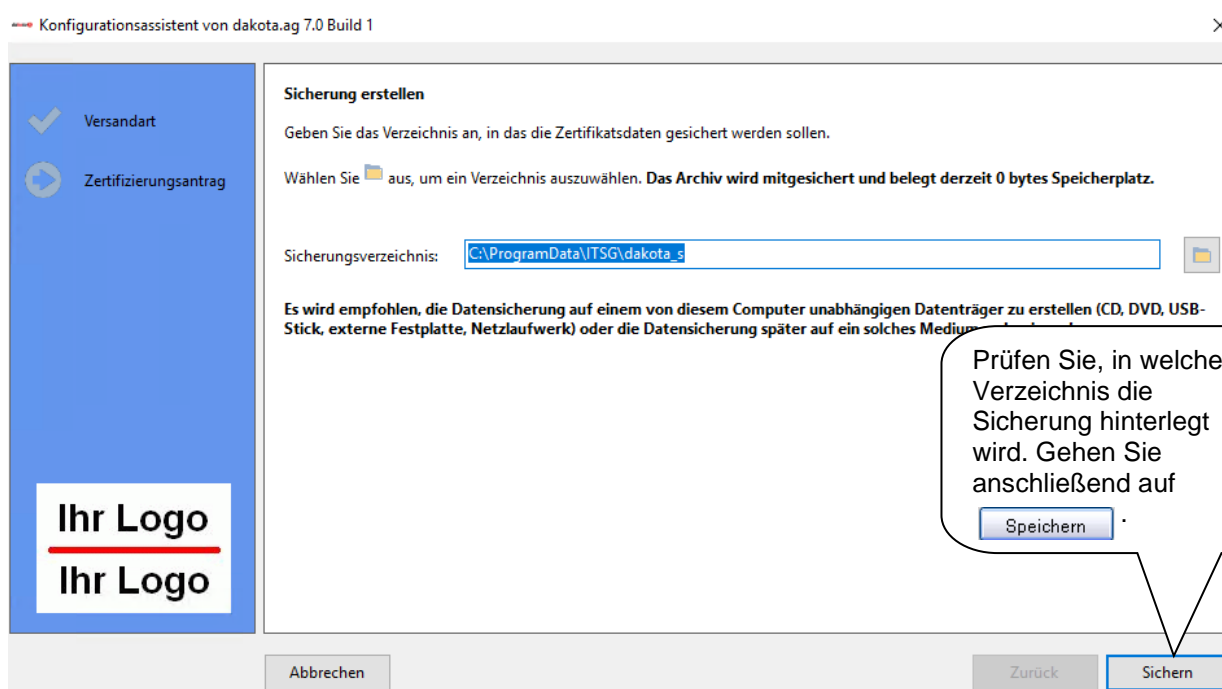 Konfigurationsassistent von dakota.ag 7.0 Build 1
Versandart
Zertifizierungsantrag
Ihr Logo
Ihr Logo
Sicherung erstellen
Geben Sie das Verzeichnis an, in das die Zertifikatsdaten gesichert werden sollen.
Wählen Sie aus, um ein Verzeichnis auszuwählen. Das Archiv wird mitgesichert und belegt derzeit 0 bytes Speicherplatz.
Sicherungsverzeichnis: C:\ProgramData\ITSG\dakota_s
Es wird empfohlen, die Datensicherung auf einem von diesem Computer unabhängigen Datenträger zu erstellen (CD, DVD, USB-
Stick, externe Festplatte, Netzlaufwerk) oder die Datensicherung später auf ein solches Medium
Prüfen Sie, in welche
Verzeichnis die
Sicherung hinterlegt
wird. Gehen Sie
anschließend auf
Speichern .
Abbrechen
Zurück
Sichern